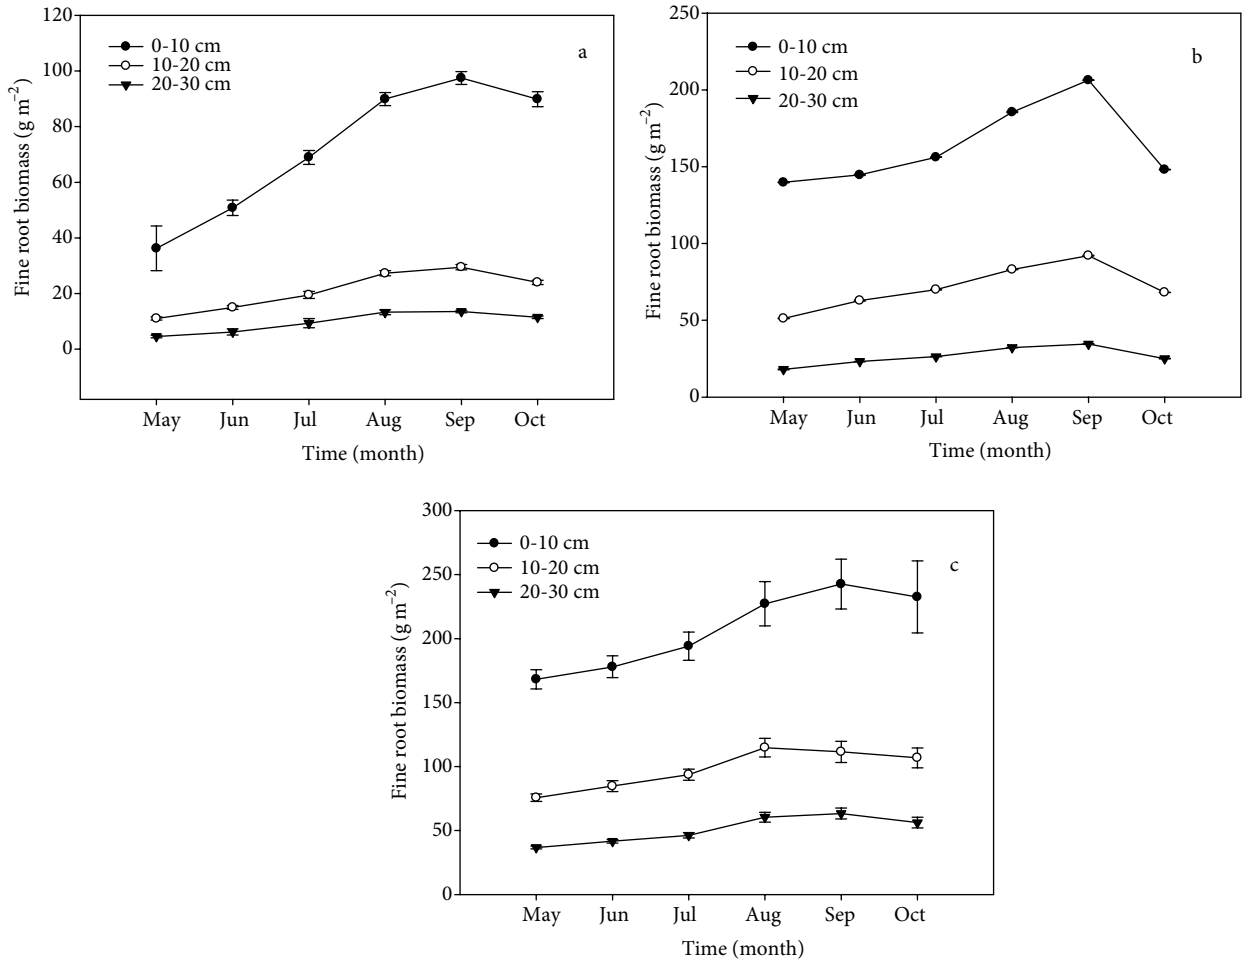 Fine root biomass (g m⁻²)
120
100
80
60
40
20
0
0-10 cm
10-20 cm
20-30 cm
a
May Jun Jul Aug Sep Oct
Time (month)
Fine root biomass (g m⁻²)
250
200
150
100
50
0
0-10 cm
10-20 cm
20-30 cm
b
May Jun Jul Aug Sep Oct
Time (month)
Fine root biomass (g m⁻²)
300
250
200
150
100
50
0
0-10 cm
10-20 cm
20-30 cm
c
May Jun Jul Aug Sep Oct
Time (month)